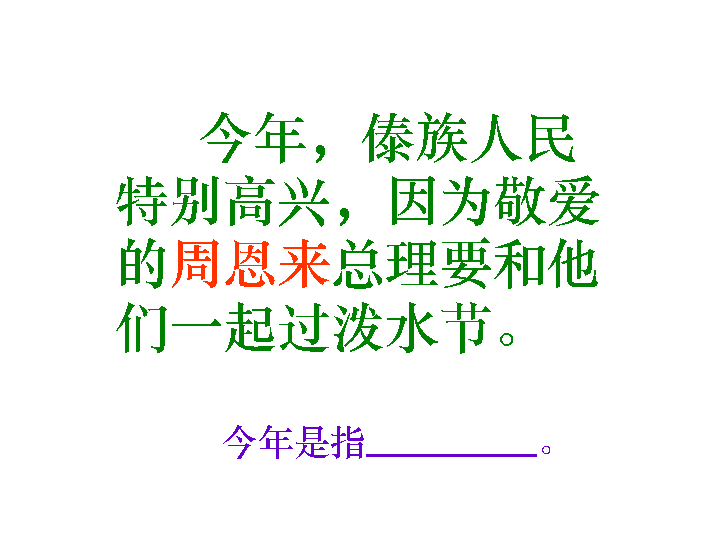 今年，傣族人民
特别高兴，因为敬爱
的周恩来总理要和他
们一起过泼水节。
今年是指________。